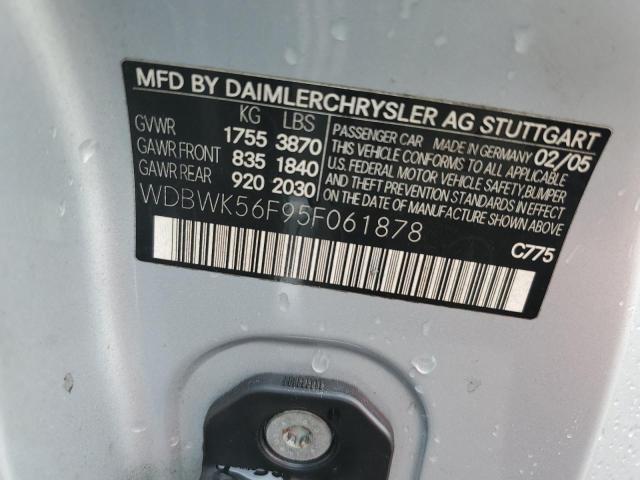 MFD BY DAIMLERCHRYSLER AG STUTTGART
KG LBS
GVWR 1755 3870
GAWR FRONT 835 1840
GAWR REAR 920 2030
PASSENGER CAR MADE IN GERMANY 02/05
THIS VEHICLE CONFORMS TO ALL APPLICABLE
U.S. FEDERAL MOTOR VEHICLE SAFETY, BUMPER
AND THEFT PREVENTION STANDARDS IN EFFECT
ON THE DATE OF MANUFACTURE SHOWN ABOVE
WDBWK56F95F061878
C775